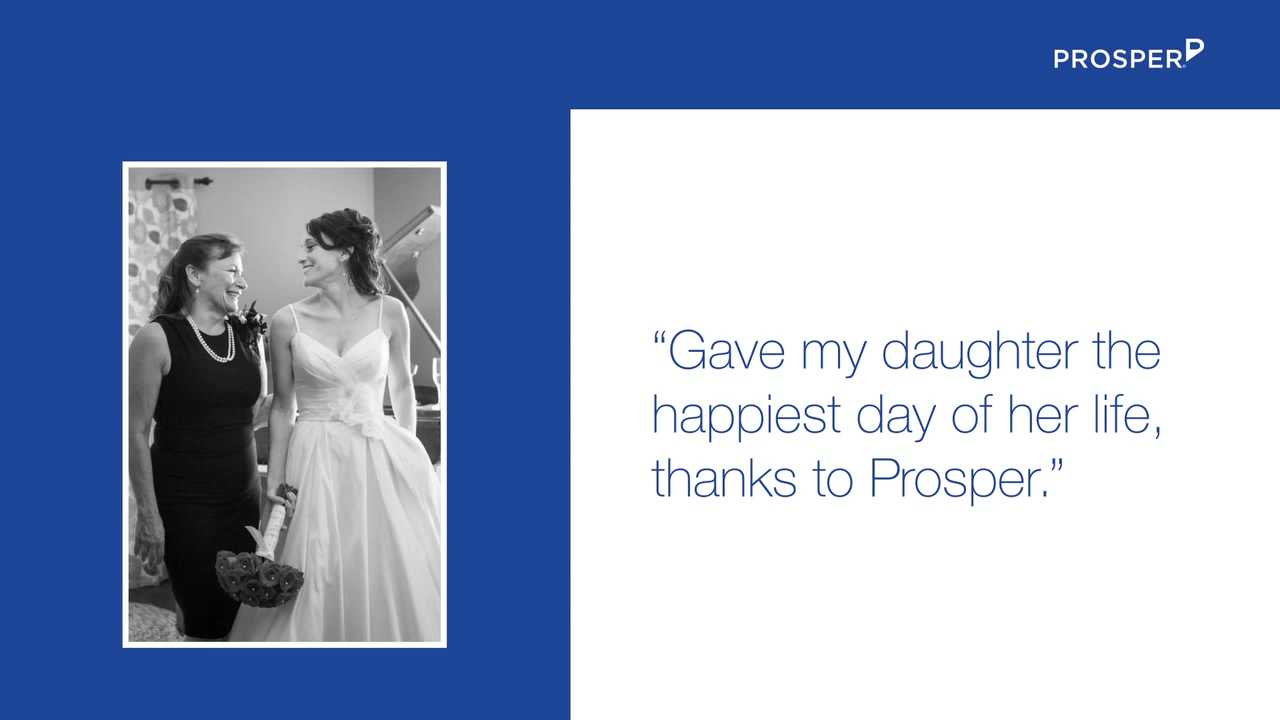 PROSPER
“Gave my daughter the
happiest day of her life,
thanks to Prosper.”